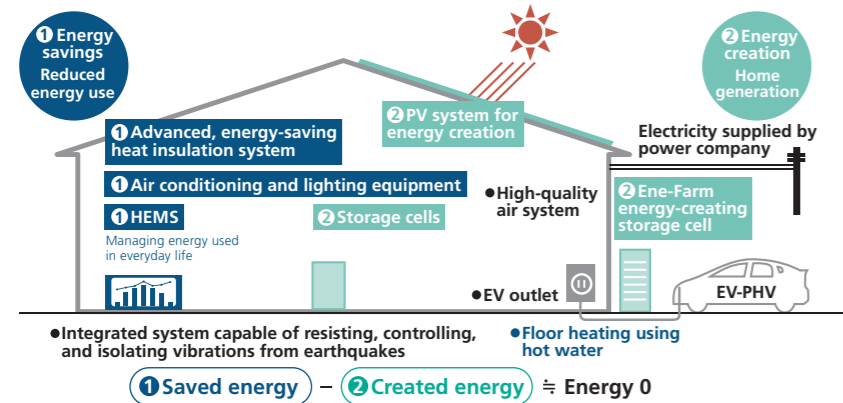 ❶ Energy
savings
Reduced
energy use
❷ Energy
creation
Home
generation
❶ Advanced, energy-saving
heat insulation system
❷ PV system for
energy creation
Electricity supplied by
power company
❶ Air conditioning and lighting equipment
❶ HEMS
Managing energy used
in everyday life
❷ Storage cells
●High-quality
air system
❷ Ene-Farm
energy-creating
storage cell
●EV outlet
EV-PHV
●Integrated system capable of resisting, controlling,
and isolating vibrations from earthquakes
●Floor heating using
hot water
❶ Saved energy – ❷ Created energy ≒ Energy 0